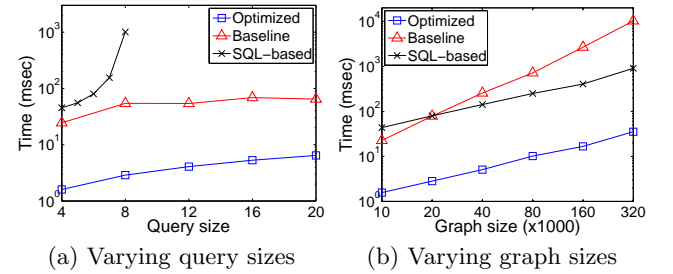 Optimized
Baseline
SQL−based
10^3
10^2
10^1
10^0
Time (msec)
4 8 12 16 20
Query size
(a) Varying query sizes
Optimized
Baseline
SQL−based
10^4
10^3
10^2
10^1
10^0
Time (msec)
10 20 40 80 160 320
Graph size (x1000)
(b) Varying graph sizes